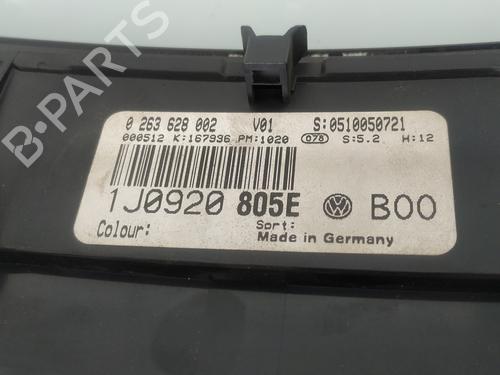 0 263 628 002 V01 S:0510050721
000512 K:167936 PM:1020 078 S:5.2 H:12
1J0920 805E B00
Colour: Sort:
Made in Germany
B-PARTS